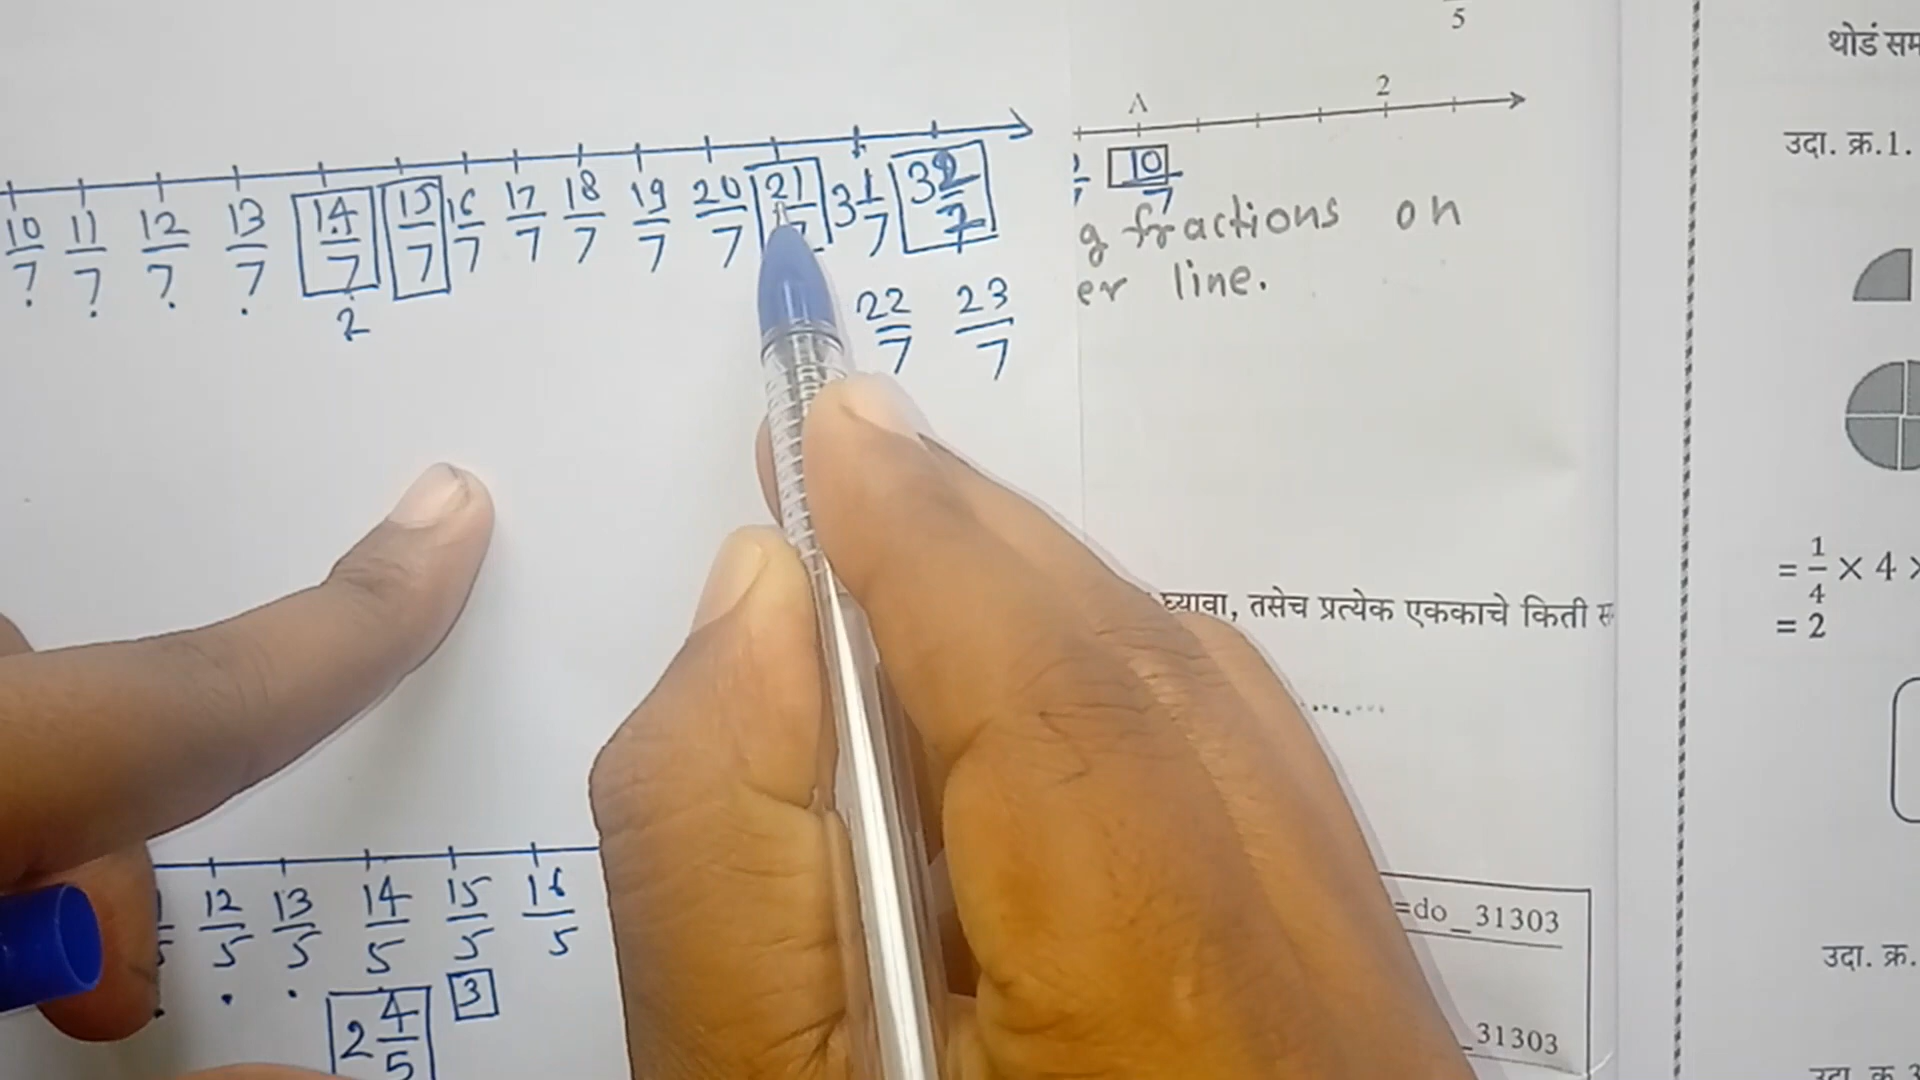 5
थोडं सम
A 2
उदा. क्र.1.
10/7 11/7 12/7 13/7 14/7 15/7 16/7 17/7 18/7 19/7 20/7 21/7 3 1/7 3 2/7
10/7
g fractions on
er line.
2
22/7 23/7
= 1/4 × 4 ×
= 2
घ्यावा, तसेच प्रत्येक एककाचे किती स
12/5 13/5 14/5 15/5 16/5
=do_31303
2 4/5 3
उदा. क्र.
_31303